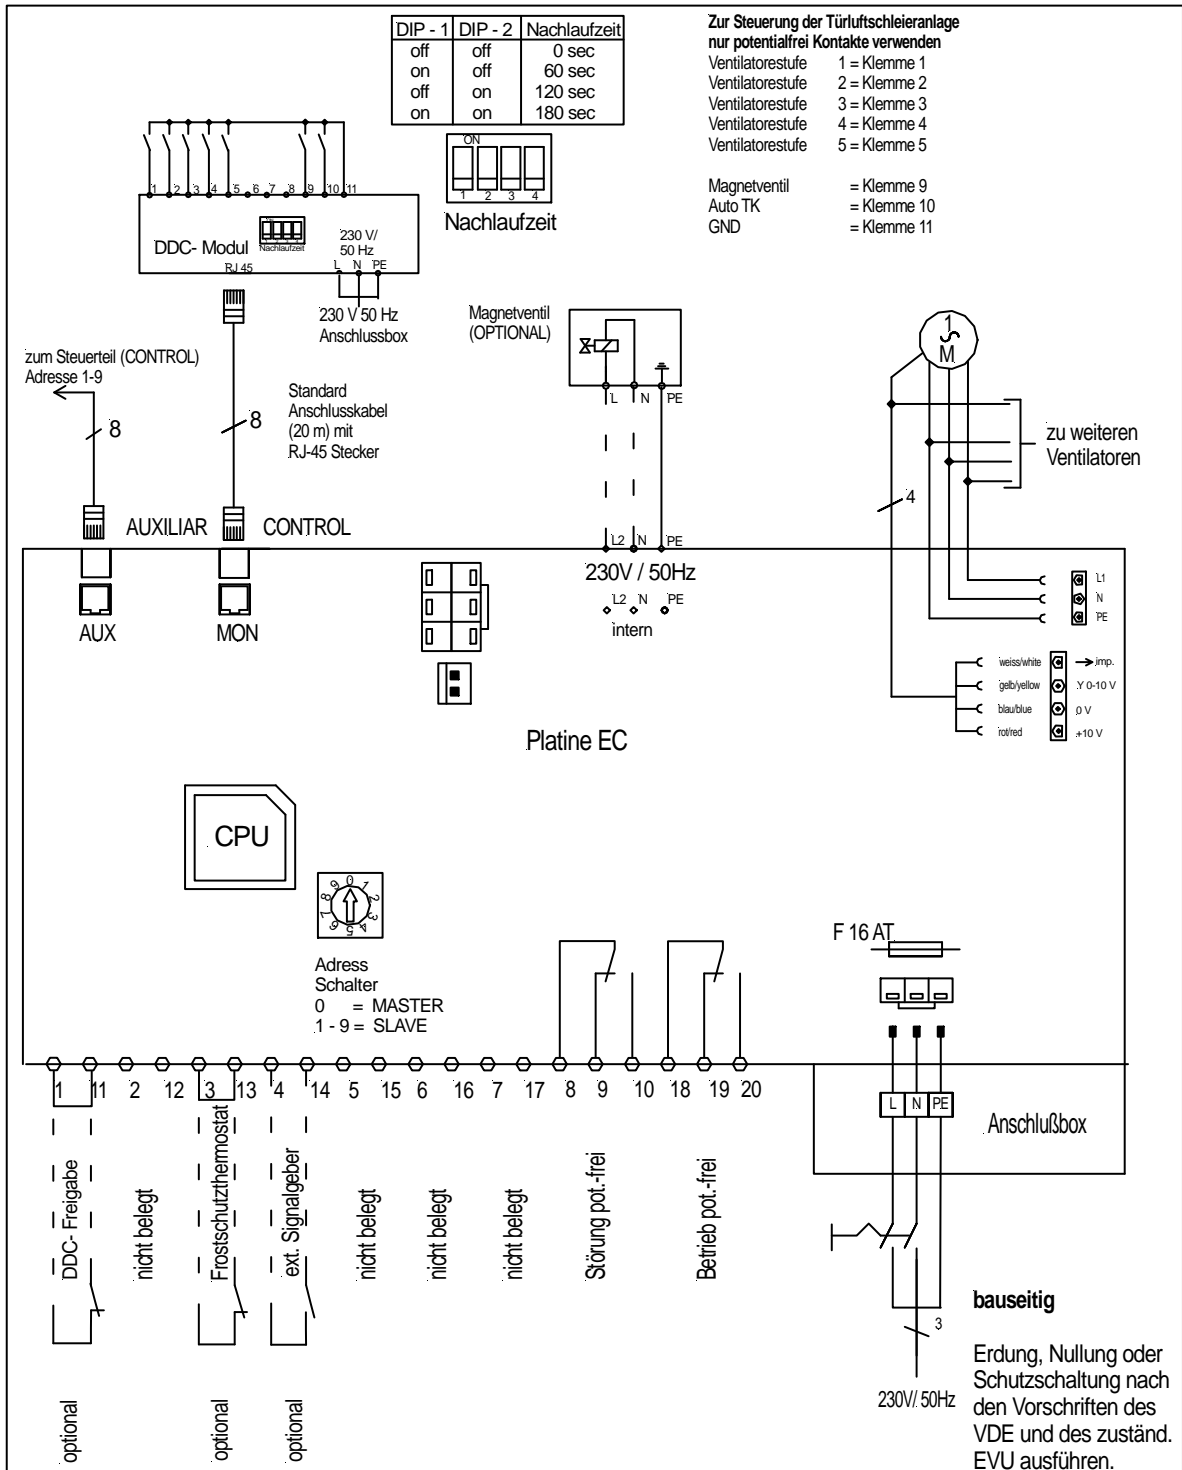 DIP - 1 DIP - 2 Nachlaufzeit
off off 0 sec
on off 60 sec
off on 120 sec
on on 180 sec
ON
1 2 3 4
Nachlaufzeit
Zur Steuerung der Türluftschleieranlage
nur potentialfrei Kontakte verwenden
Ventilatorestufe 1 = Klemme 1
Ventilatorestufe 2 = Klemme 2
Ventilatorestufe 3 = Klemme 3
Ventilatorestufe 4 = Klemme 4
Ventilatorestufe 5 = Klemme 5
Magnetventil = Klemme 9
Auto TK = Klemme 10
GND = Klemme 11
1 2 3 4 5 6 7 8 9 10 11
DDC- Modul
Nachlaufzeit
230 V/
50 Hz
RJ 45
L N PE
230 V 50 Hz
Anschlussbox
zum Steuerteil (CONTROL)
Adresse 1-9
8
8
Standard
Anschlusskabel
(20 m) mit
RJ-45 Stecker
Magnetventil
(OPTIONAL)
L N PE
1
M
zu weiteren
Ventilatoren
4
AUXILIAR CONTROL
AUX MON
L2 N PE
230V / 50Hz
L2 N PE
intern
L1
N
PE
weiss/white imp.
gelb/yellow Y 0-10 V
blau/blue 0 V
rot/red +10 V
Platine EC
CPU
0 1 2 3 4 5 6 7 8 9
Adress
Schalter
0 = MASTER
1 - 9 = SLAVE
F 16 AT
1 11 2 12 3 13 4 14 5 15 6 16 7 17 8 9 10 18 19 20
L N PE
Anschlußbox
DDC- Freigabe
nicht belegt
Frostschutzthermostat
ext. Signalgeber
nicht belegt
nicht belegt
nicht belegt
Störung pot.-frei
Betrieb pot.-frei
optional
optional
optional
3
230V/ 50Hz
bauseitig
Erdung, Nullung oder
Schutzschaltung nach
den Vorschriften des
VDE und des zuständ.
EVU ausführen.